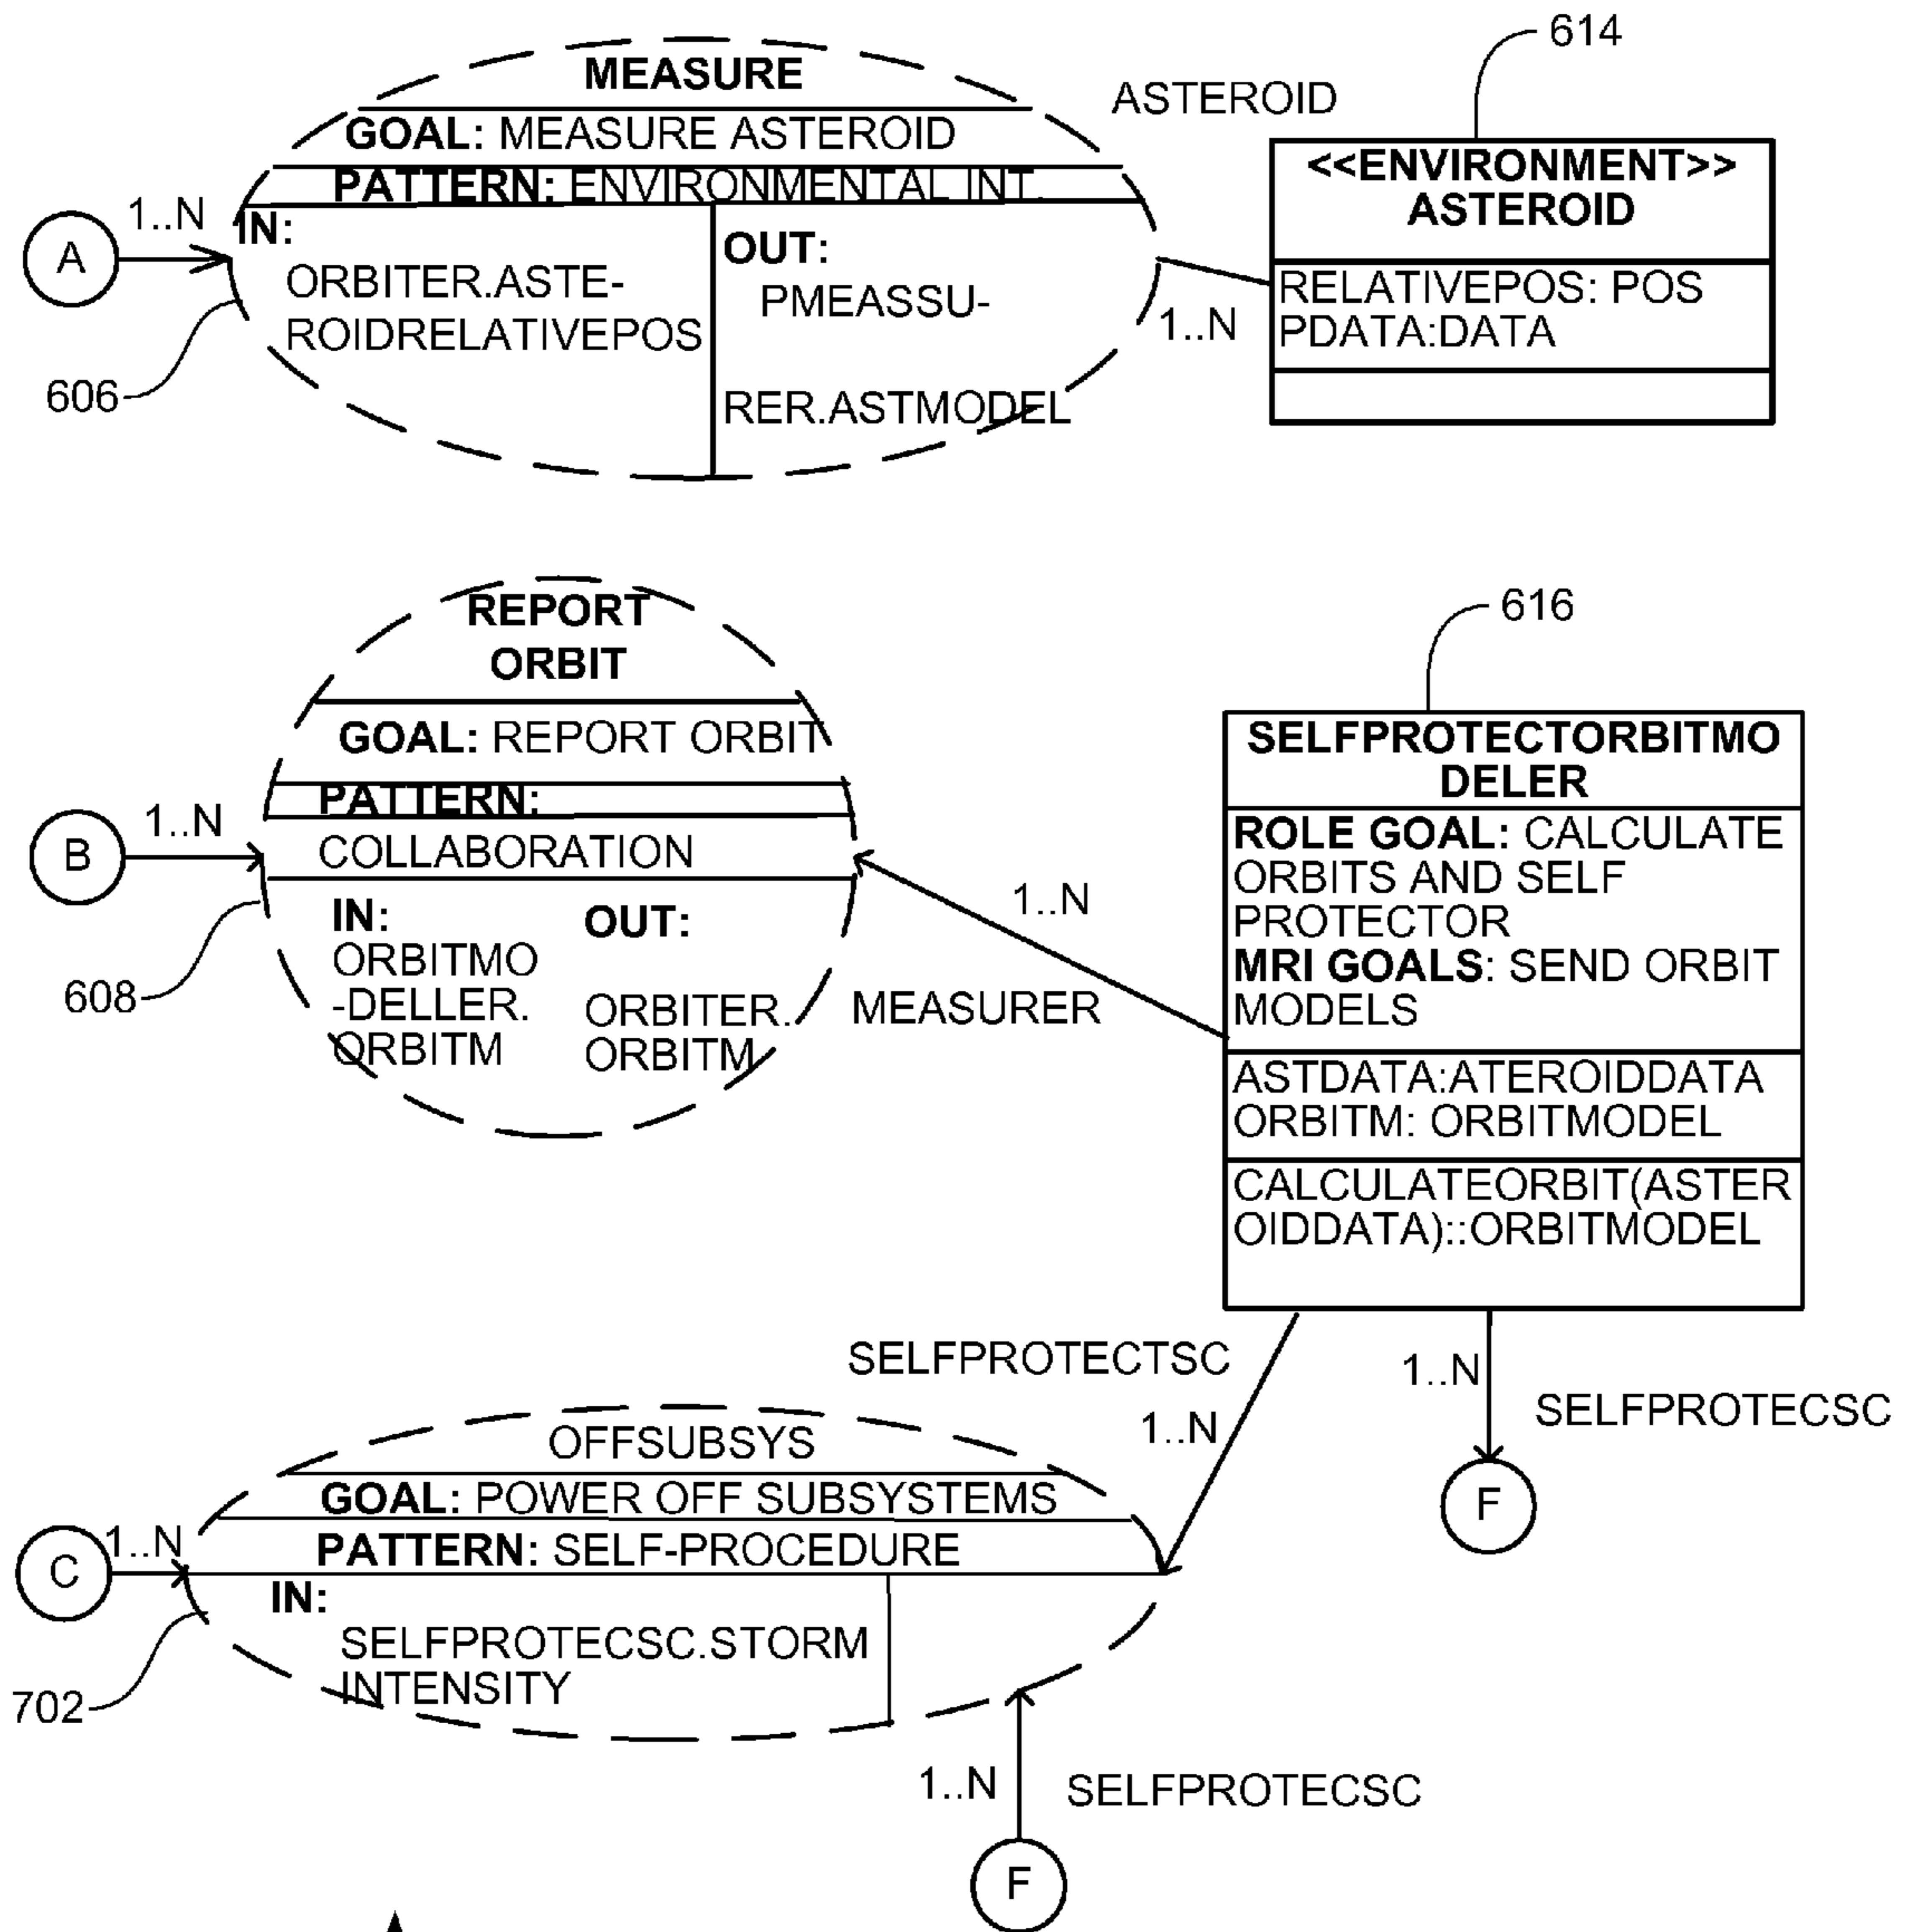 614
MEASURE
ASTEROID
GOAL: MEASURE ASTEROID
<<ENVIRONMENT>>
ASTEROID
PATTERN: ENVIRONMENTAL INT.
1..N
A
IN:
OUT:
ORBITER.ASTE-
ROIDRELATIVEPOS
PMEASSU-
RER.ASTMODEL
1..N
RELATIVEPOS: POS
PDATA:DATA
606
REPORT
ORBIT
616
GOAL: REPORT ORBIT
PATTERN:
COLLABORATION
1..N
B
IN:
ORBITMO
-DELLER.
ORBITM
OUT:
ORBITER.
ORBITM
608
1..N
MEASURER
SELFPROTECTORBITMO
DELER
ROLE GOAL: CALCULATE
ORBITS AND SELF
PROTECTOR
MRI GOALS: SEND ORBIT
MODELS
ASTDATA:ATEROIDDATA
ORBITM: ORBITMODEL
CALCULATEORBIT(ASTER
OIDDATA)::ORBITMODEL
SELFPROTECTSC
1..N
1..N
SELFPROTECSC
F
OFFSUBSYS
GOAL: POWER OFF SUBSYSTEMS
PATTERN: SELF-PROCEDURE
1..N
C
IN:
SELFPROTECSC.STORM
INTENSITY
702
1..N
SELFPROTECSC
F